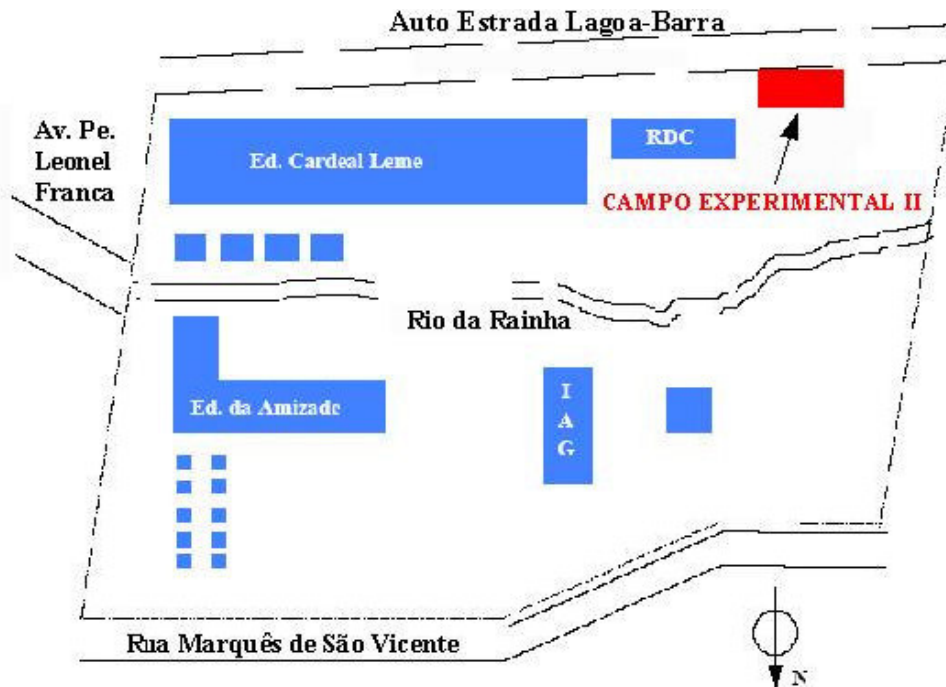 Auto Estrada Lagoa-Barra
Av. Pe.
Leonel
Franca
Ed. Cardeal Leme
RDC
CAMPO EXPERIMENTAL II
Rio da Rainha
Ed. da Amizade
I
A
G
Rua Marquês de São Vicente
N